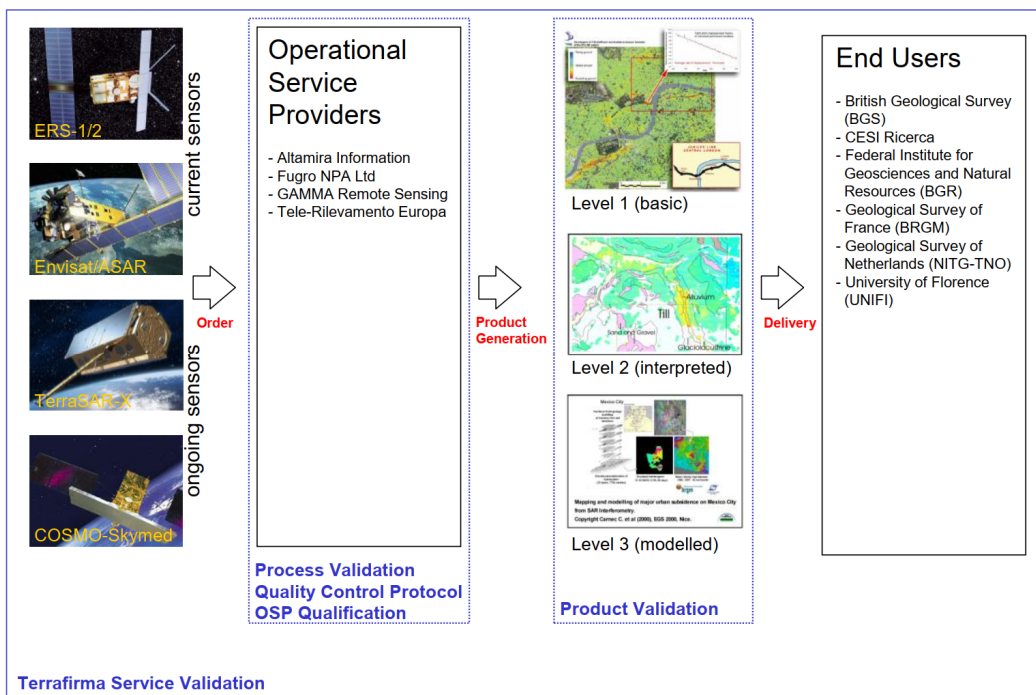 ERS-1/2
Envisat/ASAR
current sensors
TerraSAR-X
COSMO-Skymed
ongoing sensors
Order
Operational
Service
Providers
- Altamira Information
- Fugro NPA Ltd
- GAMMA Remote Sensing
- Tele-Rilevamento Europa
Process Validation
Quality Control Protocol
OSP Qualification
Product
Generation
Level 1 (basic)
Alluvium
Till
Sand and Gravel
Glaciolacustrine
Level 2 (interpreted)
Mexico City
Mapping and modelling of major urban subsidence on Mexico City
from SAR Interferometry.
Copyright Carnec C. et al (2000), EGS 2000, Nice.
Level 3 (modelled)
Product Validation
Delivery
End Users
- British Geological Survey
(BGS)
- CESI Ricerca
- Federal Institute for
Geosciences and Natural
Resources (BGR)
- Geological Survey of
France (BRGM)
- Geological Survey of
Netherlands (NITG-TNO)
- University of Florence
(UNIFI)
Terrafirma Service Validation